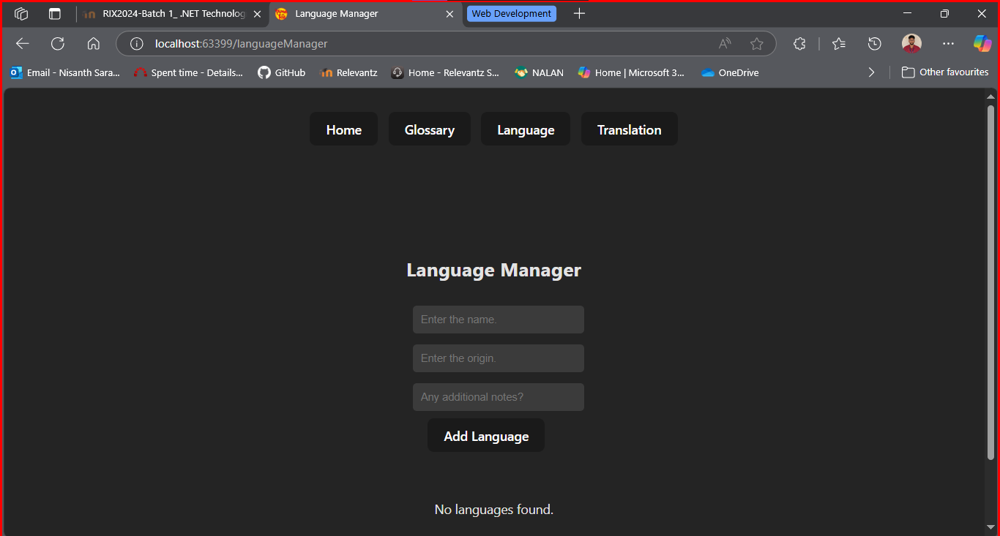 RIX2024-Batch 1_ .NET Technolog
Language Manager
Web Development
localhost:63399/languageManager
Email - Nisanth Sara...
Spent time - Details...
GitHub
Relevantz
Home - Relevantz S...
NALAN
Home | Microsoft 3...
OneDrive
Other favourites
Home
Glossary
Language
Translation
Language Manager
Enter the name.
Enter the origin.
Any additional notes?
Add Language
No languages found.